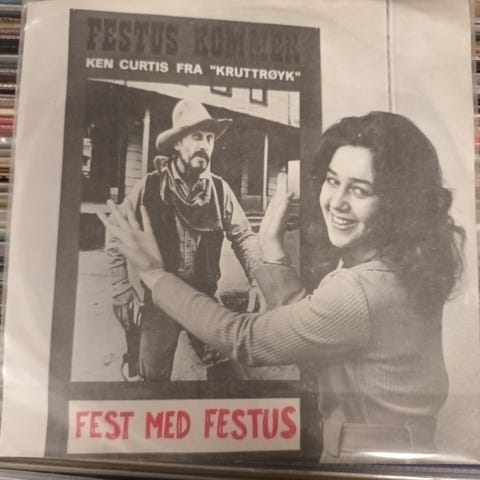 FESTUS KOMMER
KEN CURTIS FRA "KRUTTRØYK"
FEST MED FESTUS